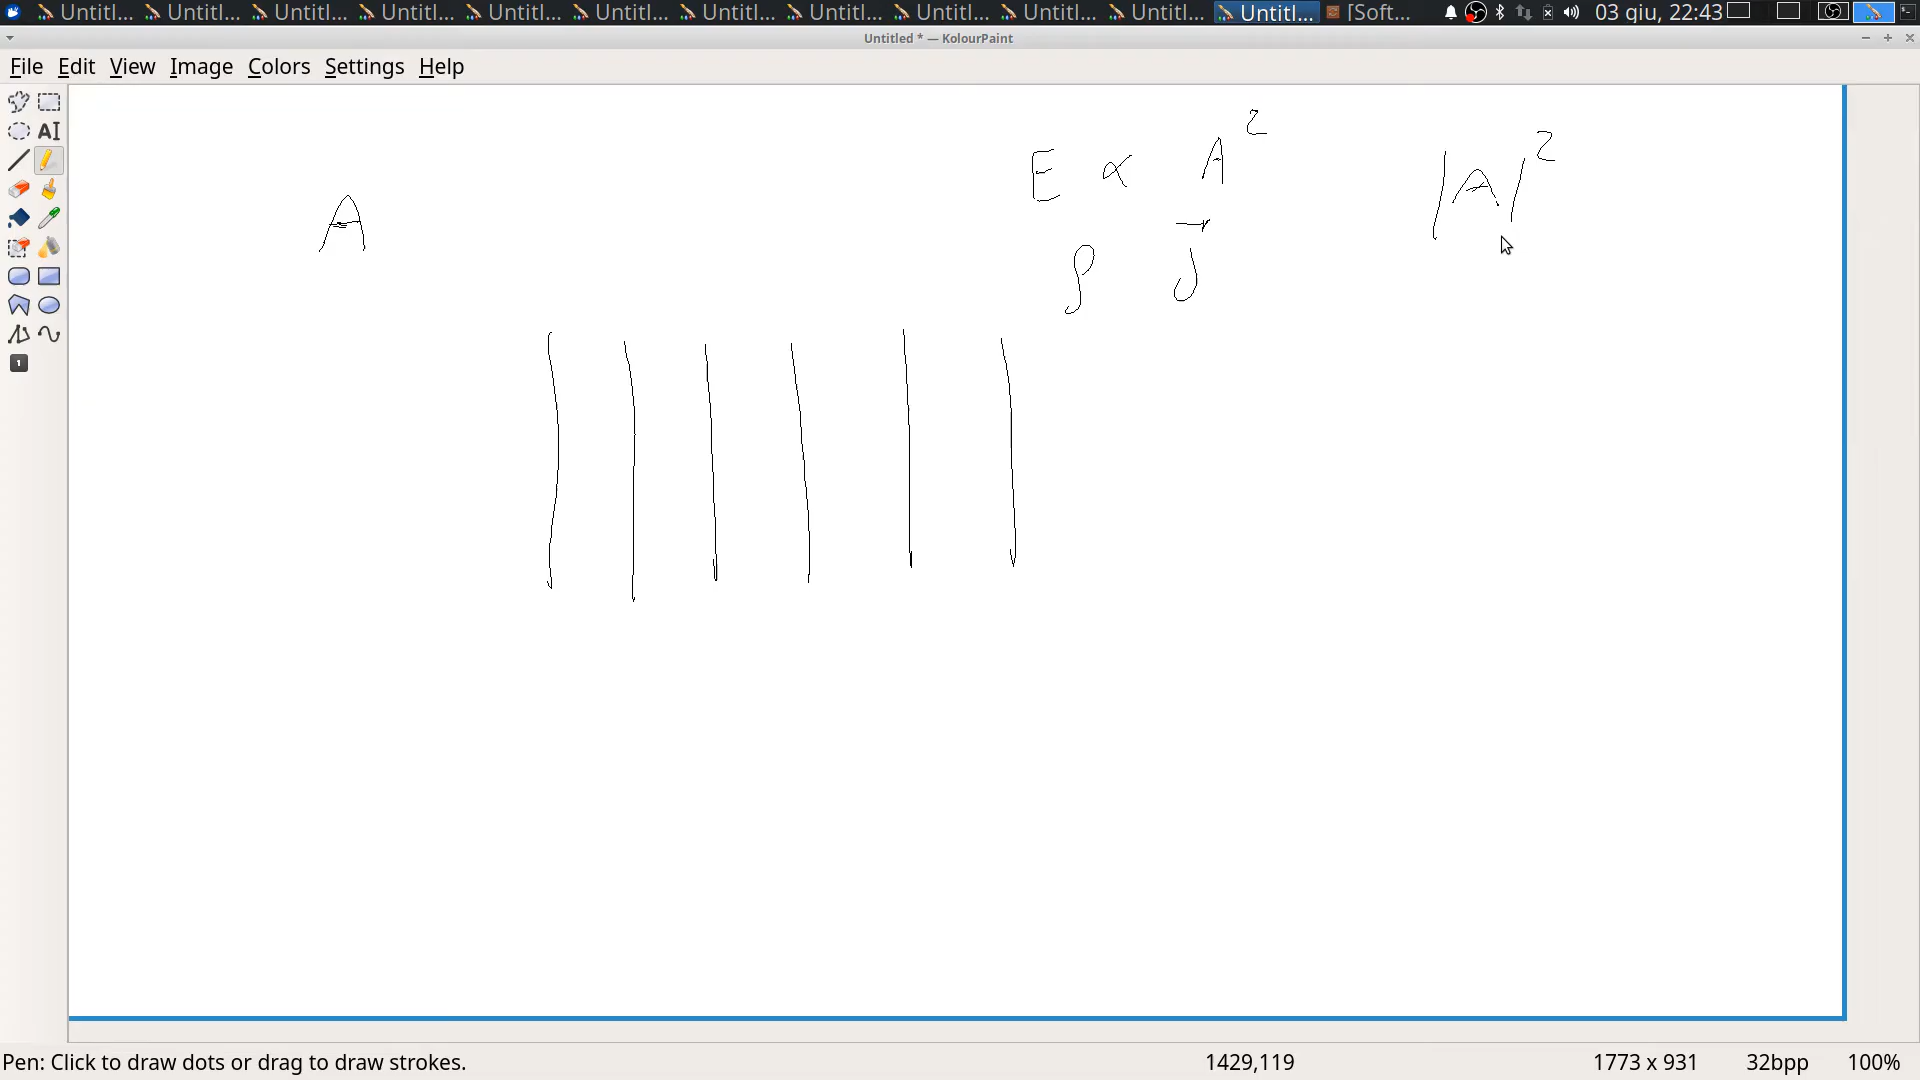 Untitl... Untitl... Untitl... Untitl... Untitl... Untitl... Untitl... Untitl... Untitl... Untitl... Untitl... Untitl... [Soft... 03 giu, 22:43
Untitled * — KolourPaint
File Edit View Image Colors Settings Help
AI
1
E ∝ A² |A|²
A
ρ J⃗
Pen: Click to draw dots or drag to draw strokes. 1429,119 1773 x 931 32bpp 100%